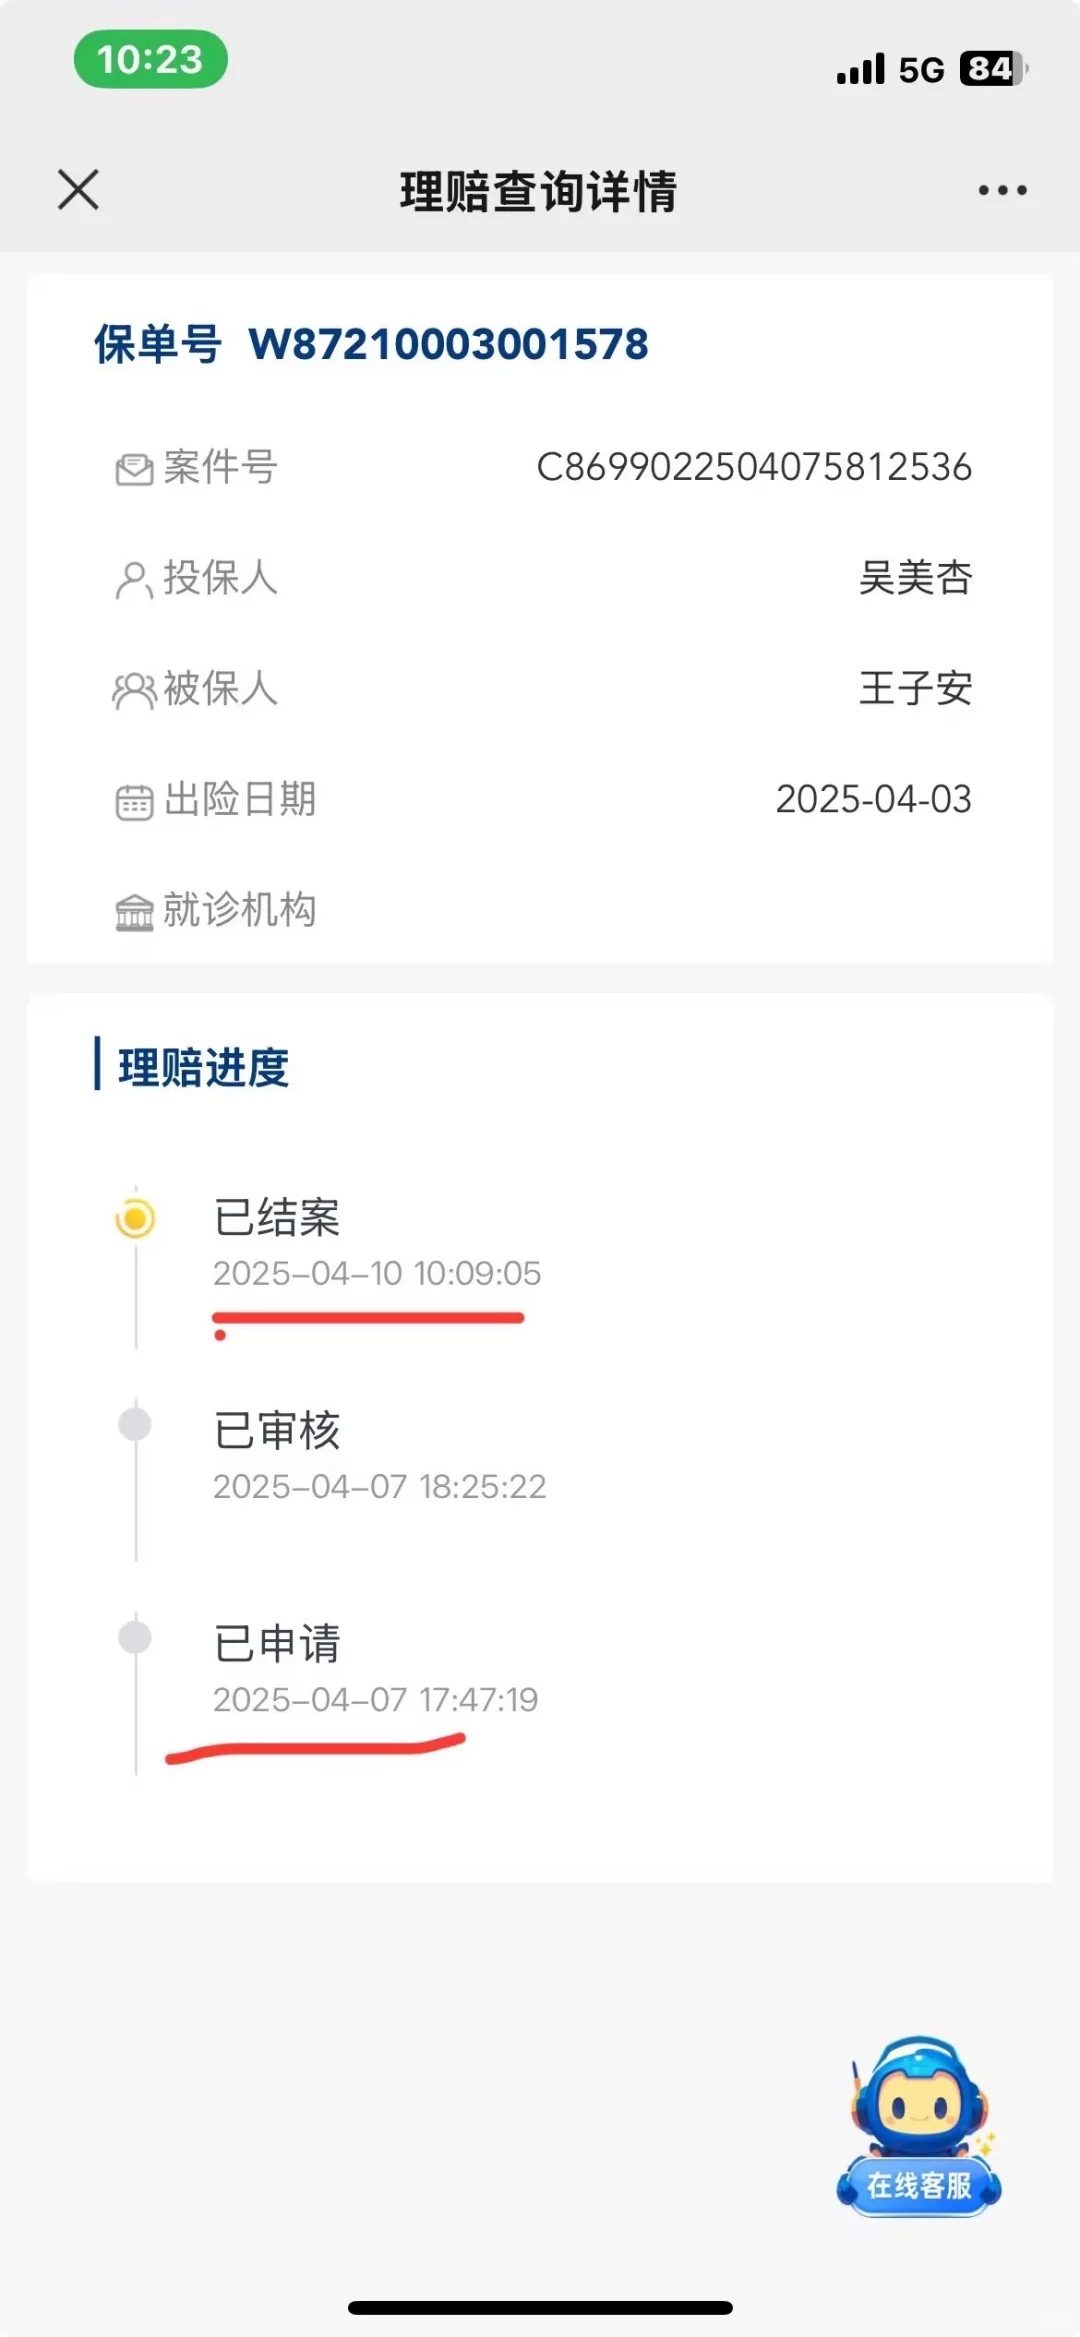 10:23
5G 84
理赔查询详情
保单号 W87210003001578
案件号 C8699022504075812536
投保人 吴美杏
被保人 王子安
出险日期 2025-04-03
就诊机构
理赔进度
已结案
2025-04-10 10:09:05
已审核
2025-04-07 18:25:22
已申请
2025-04-07 17:47:19
在线客服